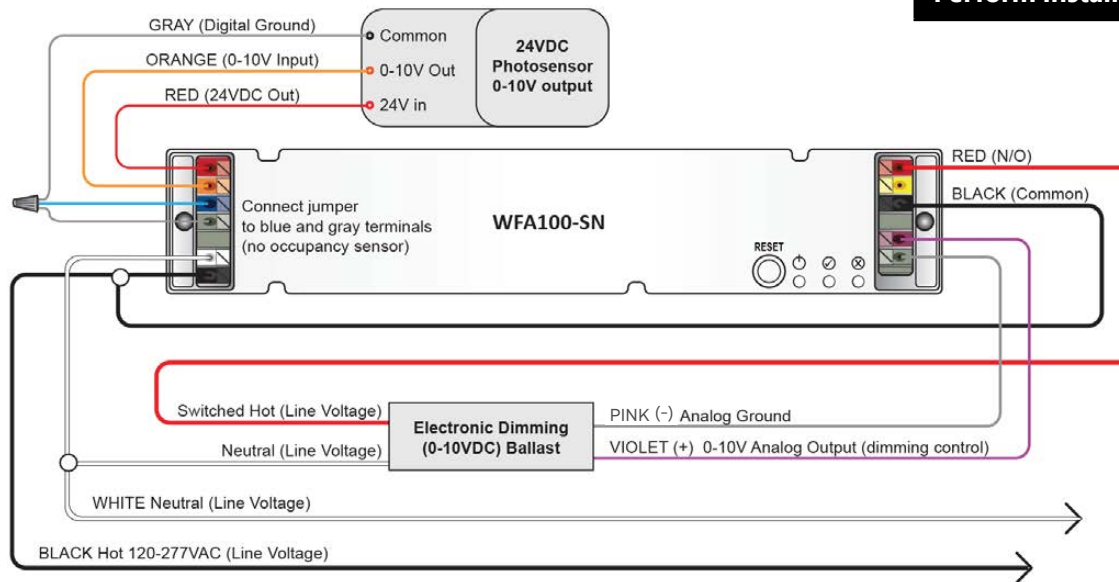 Perform Install
GRAY (Digital Ground)
Common
24VDC
Photosensor
0-10V output
ORANGE (0-10V Input)
0-10V Out
RED (24VDC Out)
24V in
RED (N/O)
BLACK (Common)
Connect jumper
to blue and gray terminals
(no occupancy sensor)
WFA100-SN
RESET
Switched Hot (Line Voltage)
Electronic Dimming
(0-10VDC) Ballast
PINK (-) Analog Ground
Neutral (Line Voltage)
VIOLET (+) 0-10V Analog Output (dimming control)
WHITE Neutral (Line Voltage)
BLACK Hot 120-277VAC (Line Voltage)